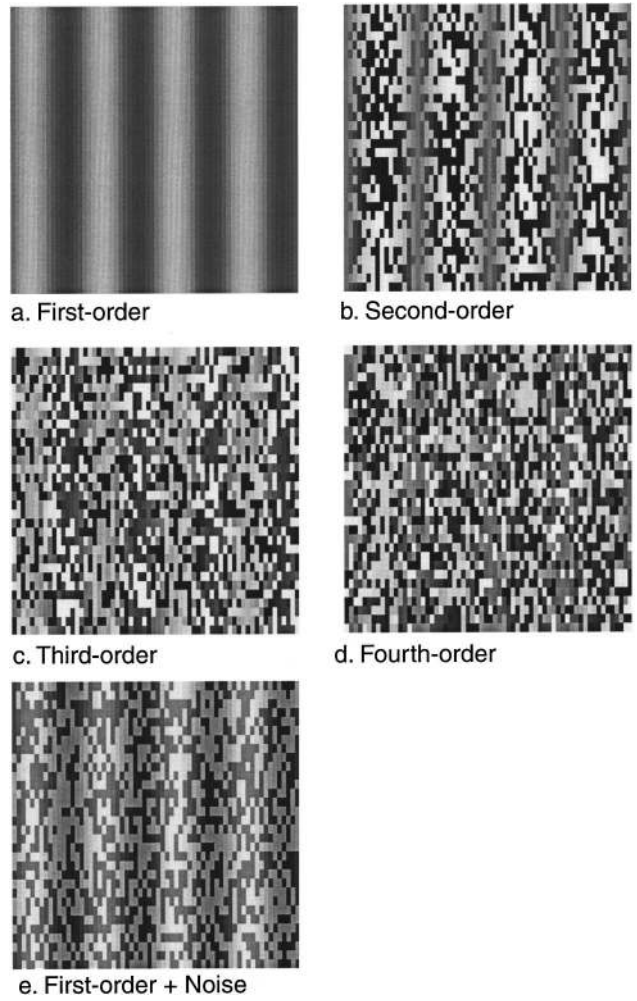 a. First-order
b. Second-order
c. Third-order
d. Fourth-order
e. First-order + Noise